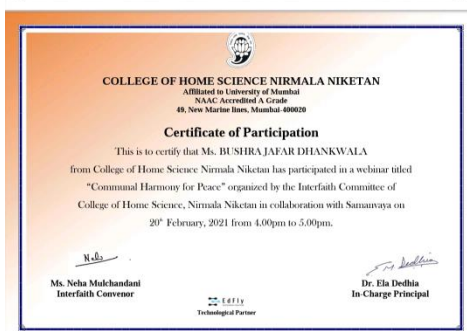 COLLEGE OF HOME SCIENCE NIRMALA NIKETAN
Affiliated to University of Mumbai
NAAC Accredited A Grade
49, New Marine lines, Mumbai-400020
Certificate of Participation
This is to certify that Ms. BUSHRA JAFAR DHANKWALA
from College of Home Science Nirmala Niketan has participated in a webinar titled
"Communal Harmony for Peace" organized by the Interfaith Committee of
College of Home Science, Nirmala Niketan in collaboration with Samanvaya on
20th February, 2021 from 4.00pm to 5.00pm.
Neha
Ms. Neha Mulchandani
Interfaith Convenor
EdFly
Technological Partner
Dedhia
Dr. Ela Dedhia
In-Charge Principal